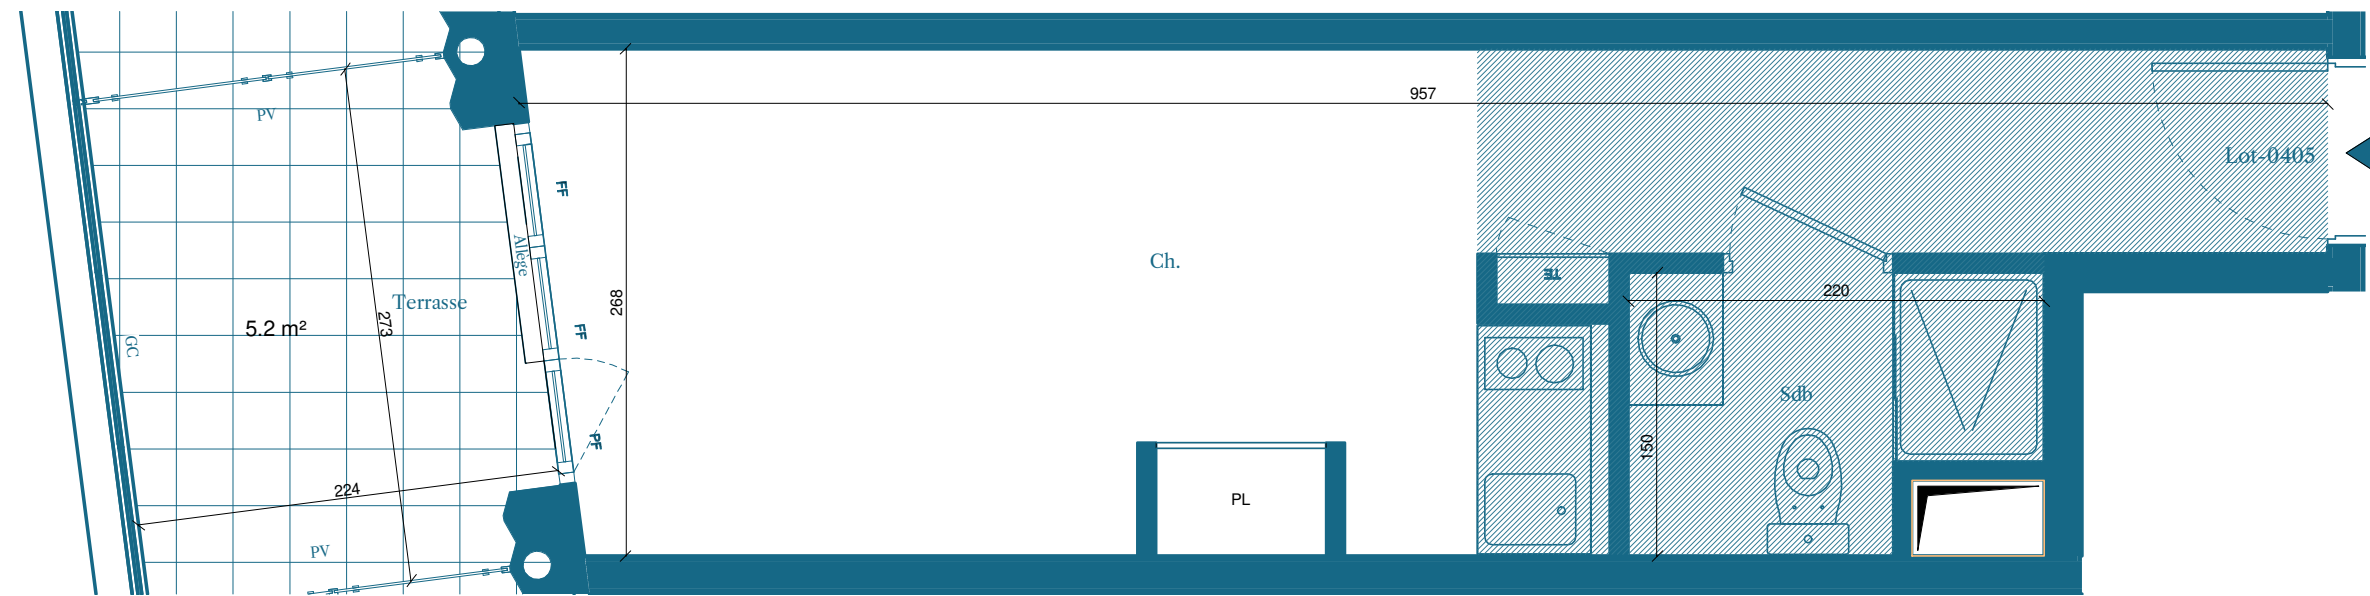 957
PV
Lot-0405
FF
Allège
Ch.
TE
268
220
Terrasse
273
5.2 m²
FF
GC
Sdb
PF
150
224
PL
PV